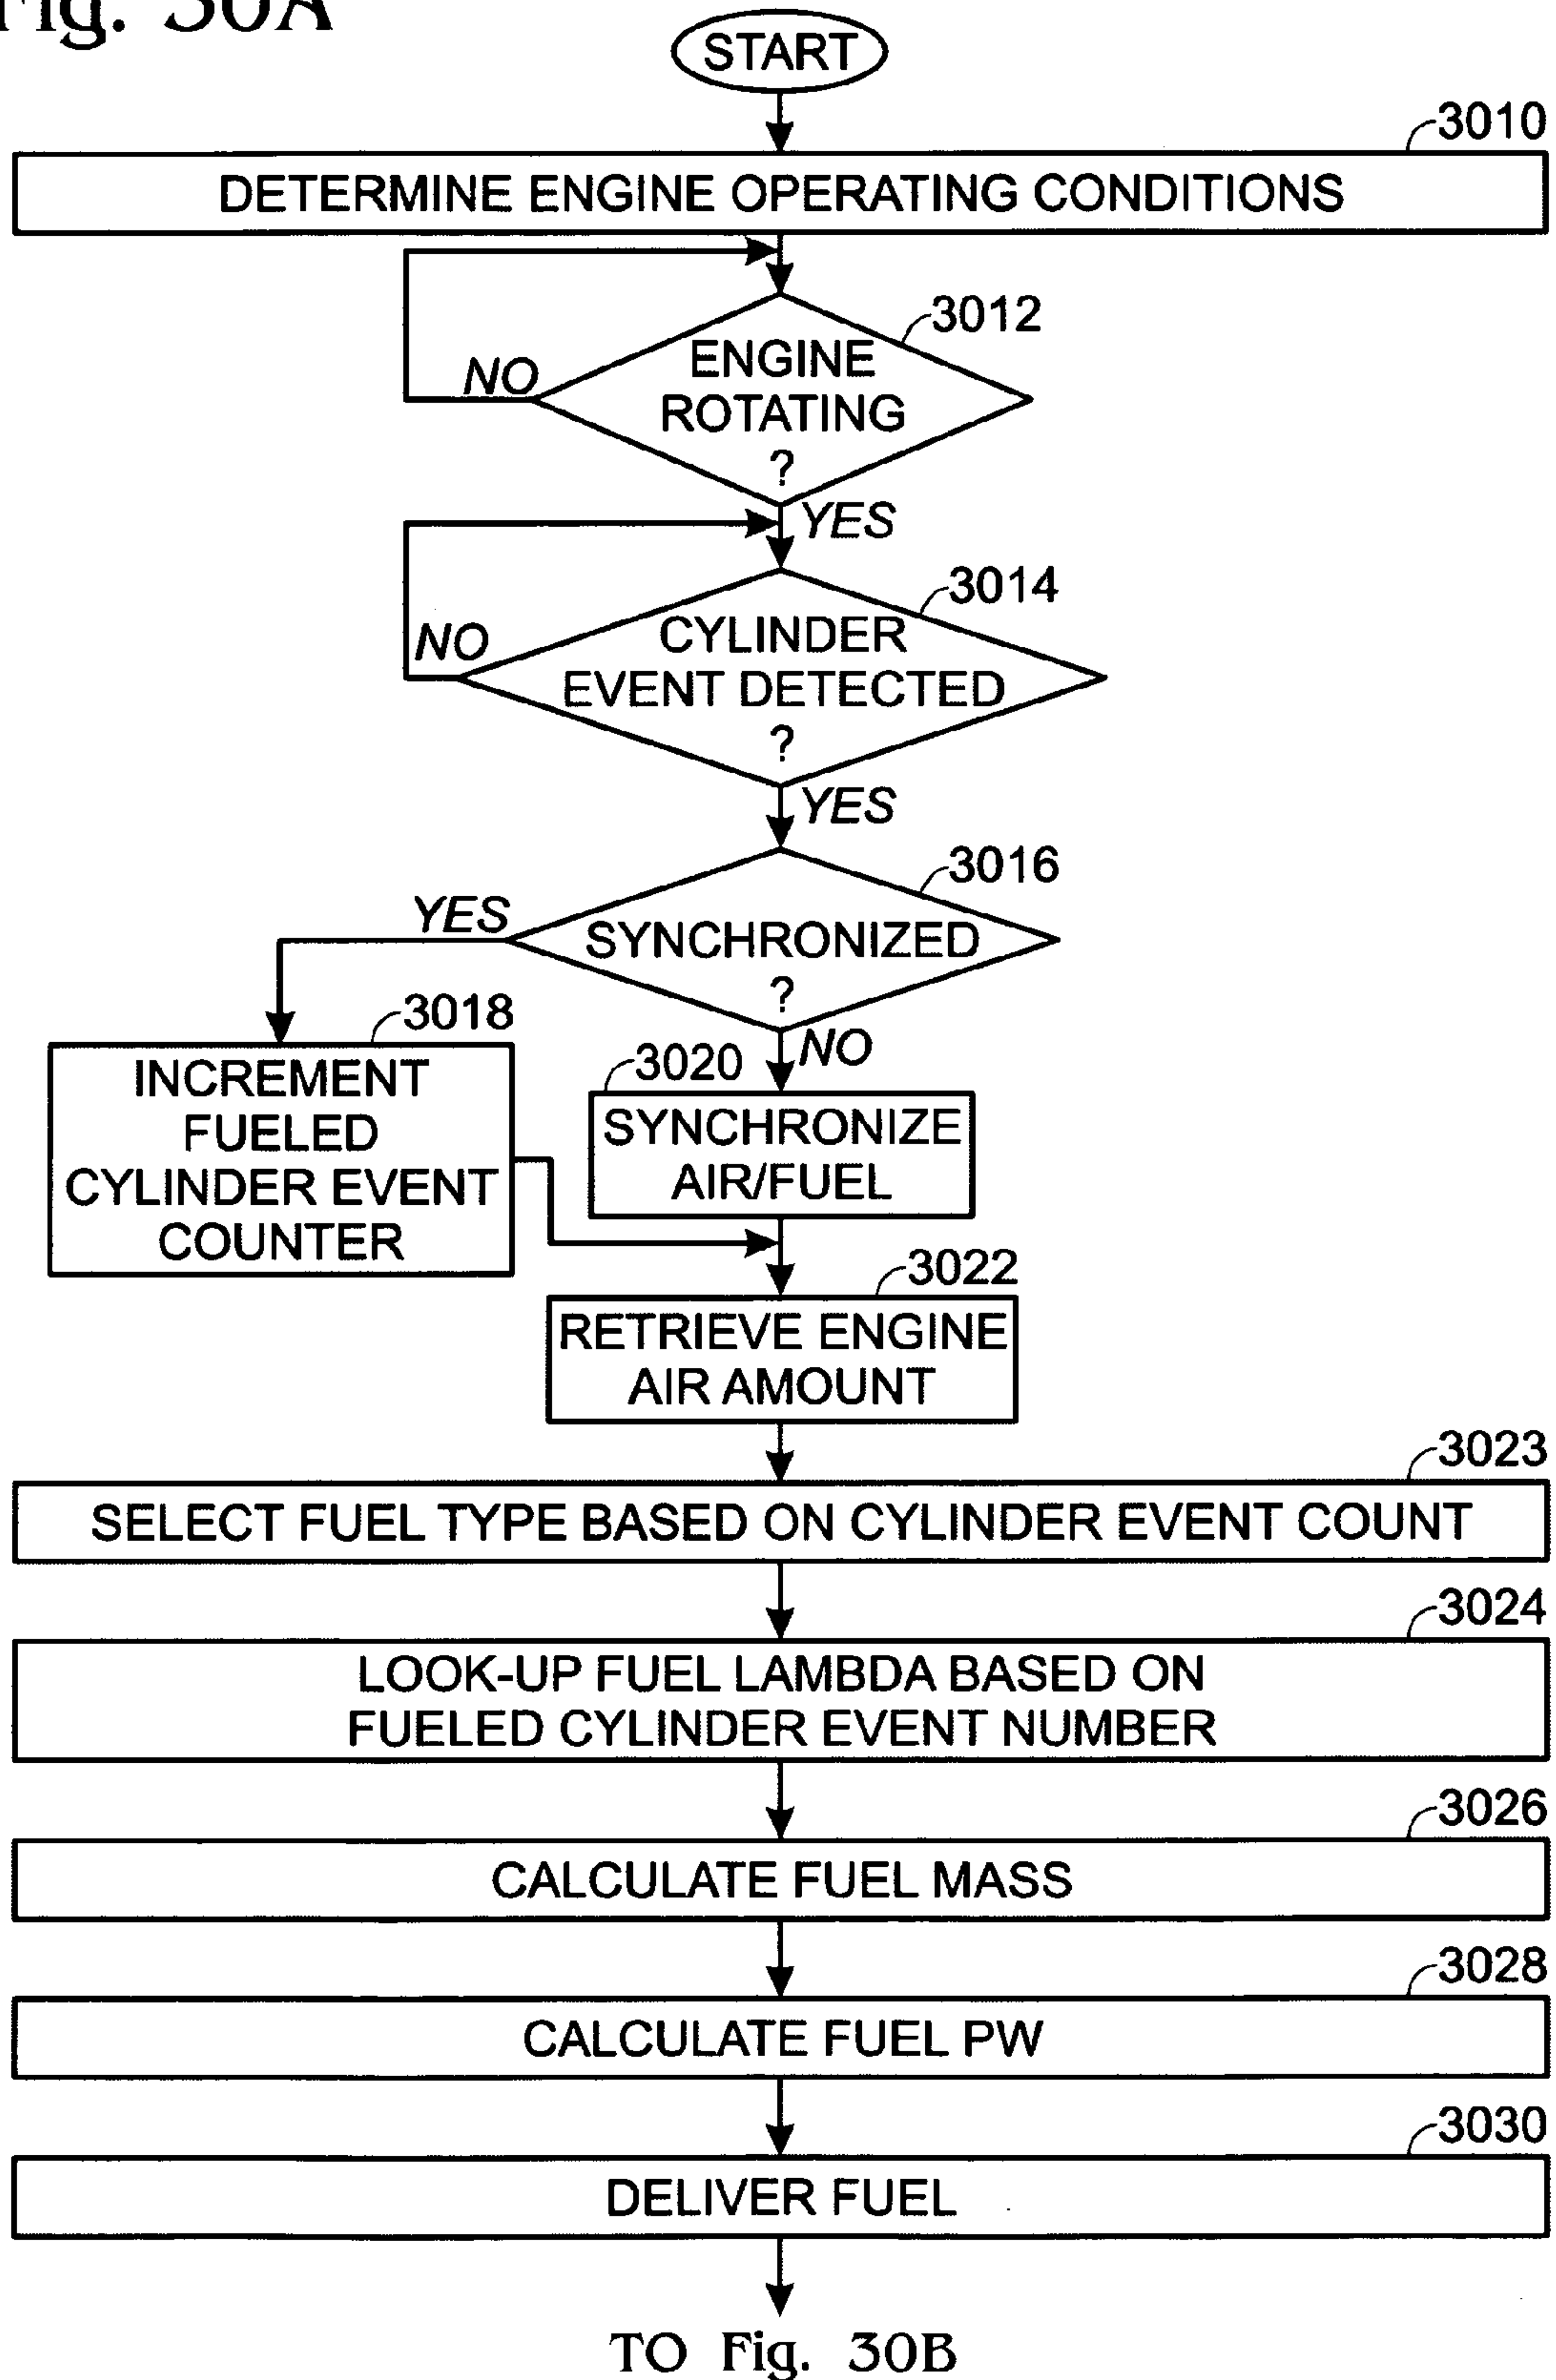 Fig. 30A
START
3010
DETERMINE ENGINE OPERATING CONDITIONS
3012
ENGINE
ROTATING
?
NO
YES
3014
CYLINDER
EVENT DETECTED
?
NO
YES
3016
SYNCHRONIZED
?
YES
NO
3018
INCREMENT
FUELED
CYLINDER EVENT
COUNTER
3020
SYNCHRONIZE
AIR/FUEL
3022
RETRIEVE ENGINE
AIR AMOUNT
3023
SELECT FUEL TYPE BASED ON CYLINDER EVENT COUNT
3024
LOOK-UP FUEL LAMBDA BASED ON
FUELED CYLINDER EVENT NUMBER
3026
CALCULATE FUEL MASS
3028
CALCULATE FUEL PW
3030
DELIVER FUEL
TO Fig. 30B